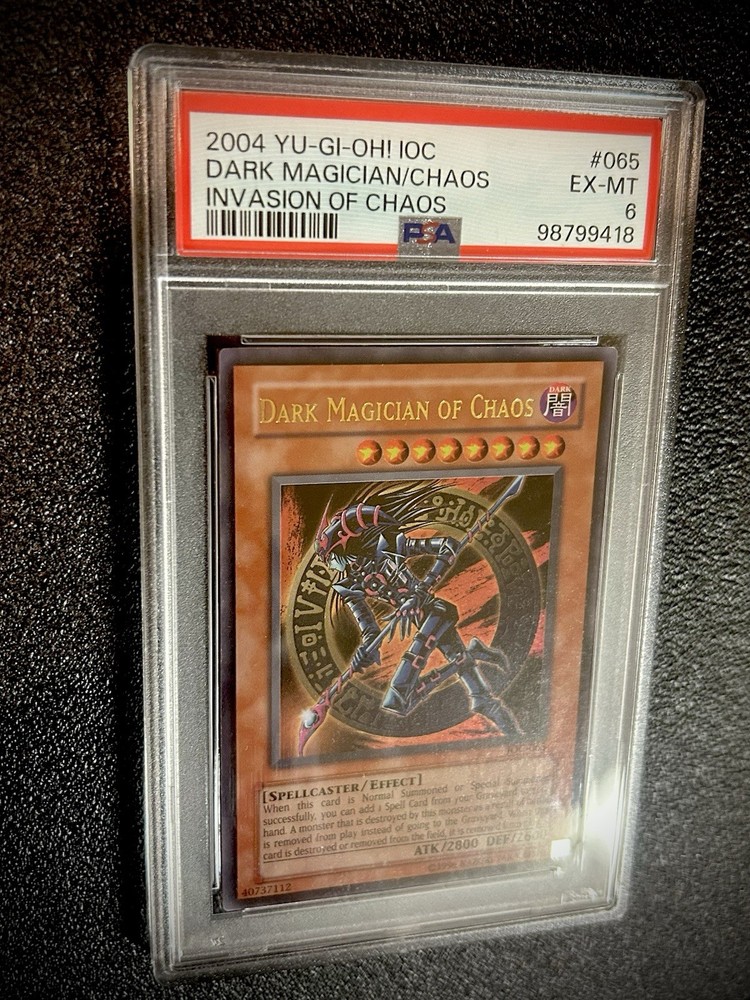 2004 YU-GI-OH! IOC
#065
DARK MAGICIAN/CHAOS
EX-MT
INVASION OF CHAOS
6
PSA
98799418
DARK MAGICIAN OF CHAOS
DARK
闇
[SPELLCASTER/EFFECT]
When this card is Normal Summoned or Special
successfully, you can add a Spell Card from your Graveyard
hand. A monster that is destroyed by this monster as a result of
is removed from play instead of going to the Graveyard.
card is destroyed or removed from the field, it is removed
ATK/2800 DEF/26
40737112